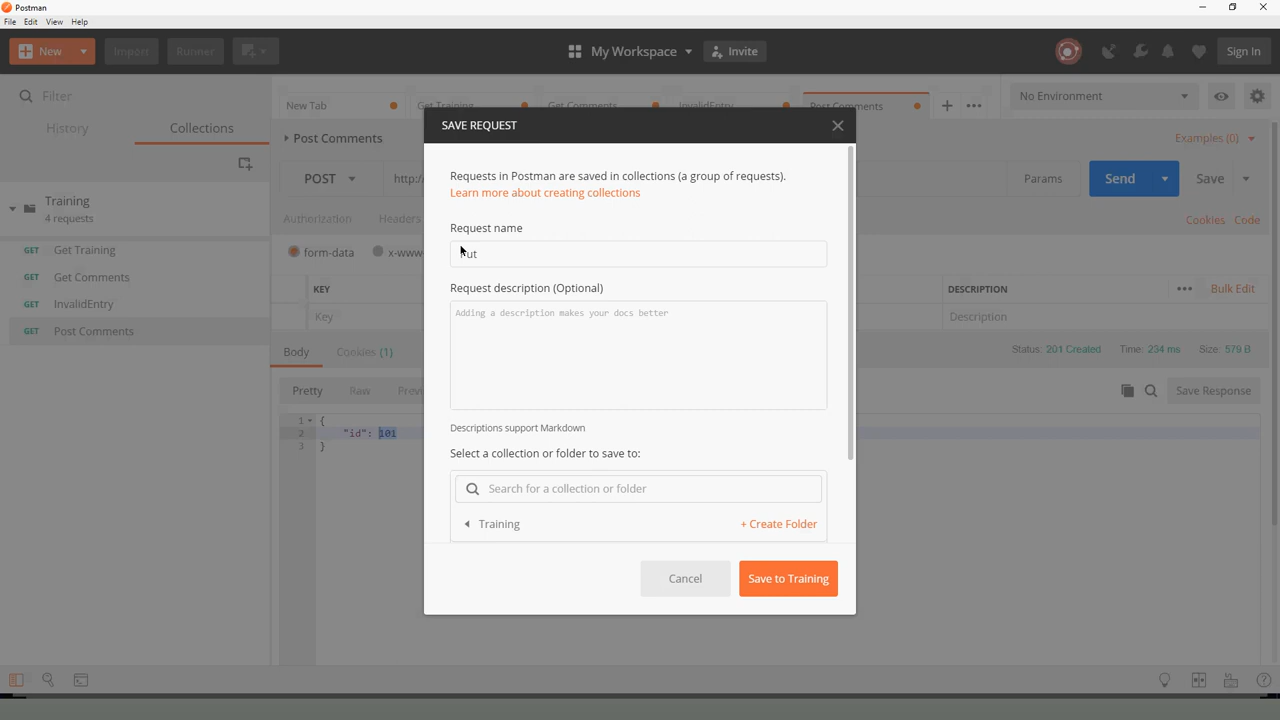 Postman
File Edit View Help
New Import Runner My Workspace Invite Sign In
Filter
History Collections
Training
4 requests
GET Get Training
GET Get Comments
GET InvalidEntry
GET Post Comments
New Tab Get Training Get Comments InvalidEntry Post Comments No Environment
Post Comments Examples (0)
POST http:/ Params Send Save
Authorization Headers Cookies Code
form-data x-www-
KEY DESCRIPTION Bulk Edit
Key Description
Body Cookies (1) Status: 201 Created Time: 234 ms Size: 579 B
Pretty Raw Save Response
1 {
2 "id": 101
3 }
SAVE REQUEST
Requests in Postman are saved in collections (a group of requests).
Learn more about creating collections
Request name
Request description (Optional)
Adding a description makes your docs better
Descriptions support Markdown
Select a collection or folder to save to:
Search for a collection or folder
Training + Create Folder
Cancel Save to Training